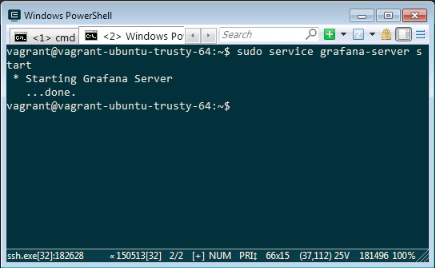 Windows PowerShell
<1> cmd
<2> Windows Po
Search
vagrant@vagrant-ubuntu-trusty-64:~$ sudo service grafana-server s
tart
 * Starting Grafana Server
   ...done.
vagrant@vagrant-ubuntu-trusty-64:~$
ssh.exe[32]:182628 «150513[32] 2/2 [+] NUM PRI‡ 66x15 (37,112) 25V 181496 100%